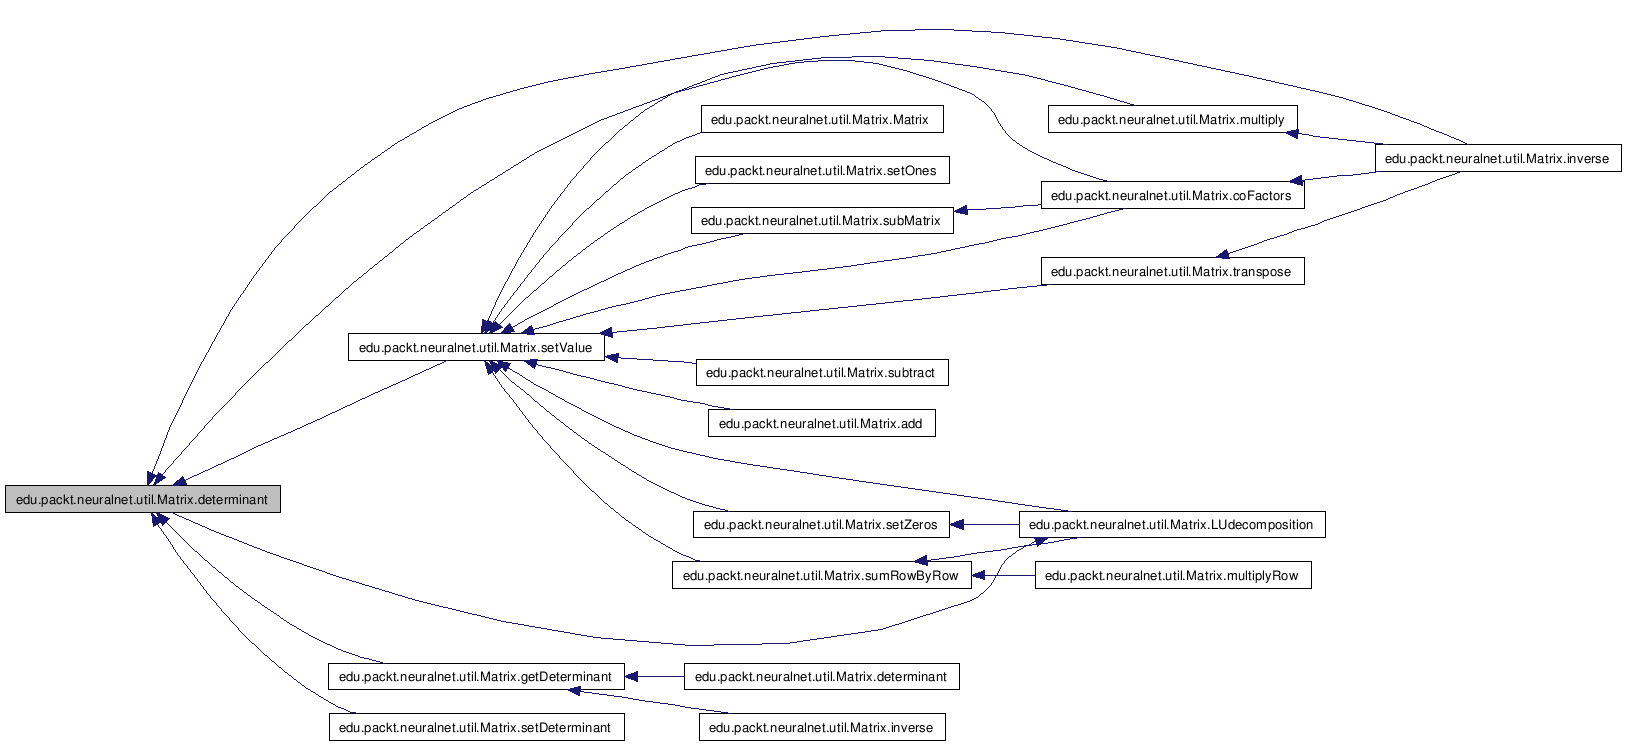 edu.packt.neuralnet.util.Matrix.Matrix
edu.packt.neuralnet.util.Matrix.multiply
edu.packt.neuralnet.util.Matrix.inverse
edu.packt.neuralnet.util.Matrix.setOnes
edu.packt.neuralnet.util.Matrix.coFactors
edu.packt.neuralnet.util.Matrix.subMatrix
edu.packt.neuralnet.util.Matrix.transpose
edu.packt.neuralnet.util.Matrix.setValue
edu.packt.neuralnet.util.Matrix.subtract
edu.packt.neuralnet.util.Matrix.add
edu.packt.neuralnet.util.Matrix.determinant
edu.packt.neuralnet.util.Matrix.setZeros
edu.packt.neuralnet.util.Matrix.LUdecomposition
edu.packt.neuralnet.util.Matrix.sumRowByRow
edu.packt.neuralnet.util.Matrix.multiplyRow
edu.packt.neuralnet.util.Matrix.getDeterminant
edu.packt.neuralnet.util.Matrix.determinant
edu.packt.neuralnet.util.Matrix.setDeterminant
edu.packt.neuralnet.util.Matrix.inverse